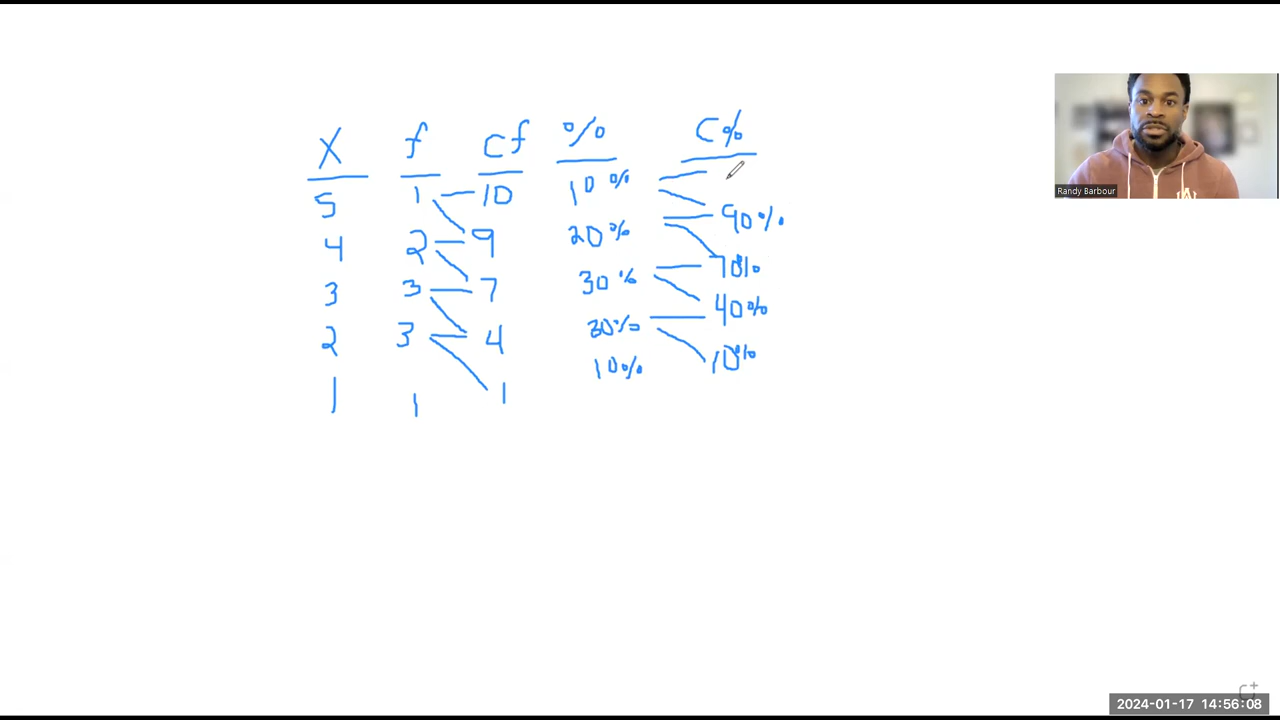 X f cf % C%
5 1 10 10%
4 2 9 20% 90%
3 3 7 30% 70%
2 3 4 30% 40%
1 1 1 10% 10%
Randy Barbour
2024-01-17 14:56:08